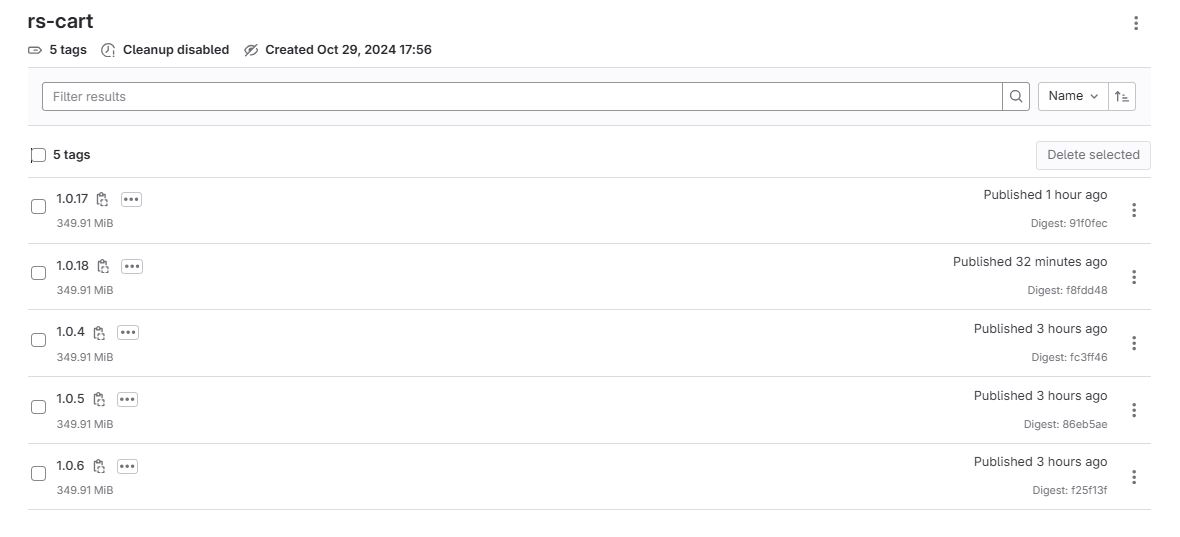 rs-cart
5 tags Cleanup disabled Created Oct 29, 2024 17:56
Filter results Name
5 tags Delete selected
1.0.17 Published 1 hour ago
349.91 MiB Digest: 91f0fec
1.0.18 Published 32 minutes ago
349.91 MiB Digest: f8fdd48
1.0.4 Published 3 hours ago
349.91 MiB Digest: fc3ff46
1.0.5 Published 3 hours ago
349.91 MiB Digest: 86eb5ae
1.0.6 Published 3 hours ago
349.91 MiB Digest: f25f13f